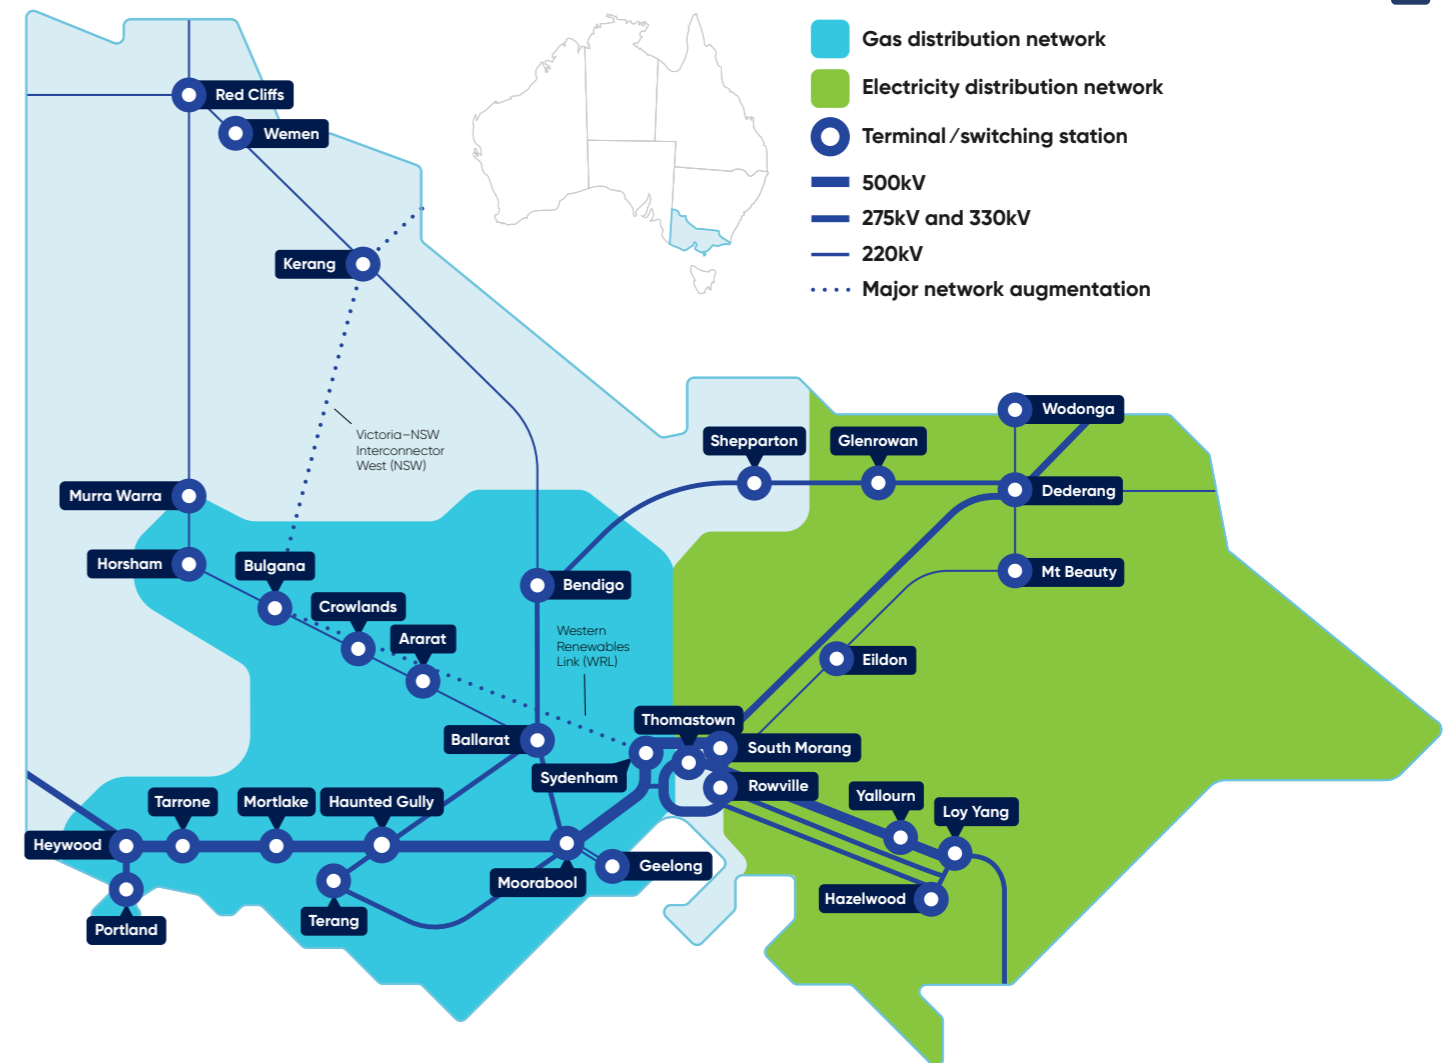 Gas distribution network
Electricity distribution network
Terminal/switching station
500kV
275kV and 330kV
220kV
Major network augmentation
Red Cliffs
Wemen
Kerang
Victoria–NSW
Interconnector
West (NSW)
Wodonga
Shepparton
Glenrowan
Murra Warra
Dederang
Horsham
Bulgana
Bendigo
Mt Beauty
Crowlands
Ararat
Western
Renewables
Link (WRL)
Eildon
Thomastown
Ballarat
South Morang
Sydenham
Rowville
Tarrone
Mortlake
Haunted Gully
Yallourn
Loy Yang
Heywood
Geelong
Moorabool
Hazelwood
Terang
Portland